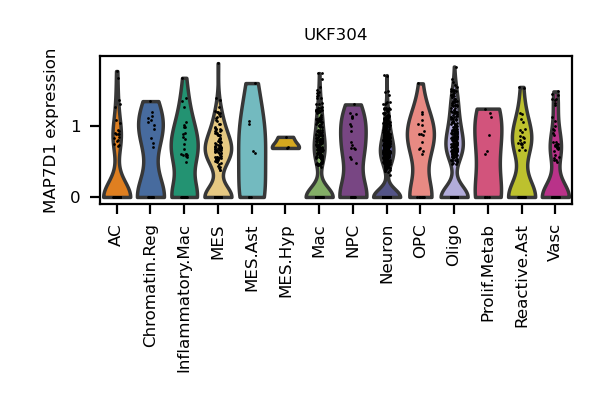 UKF304
MAP7D1 expression
1
0
AC
Chromatin.Reg
Inflammatory.Mac
MES
MES.Ast
MES.Hyp
Mac
NPC
Neuron
OPC
Oligo
Prolif.Metab
Reactive.Ast
Vasc